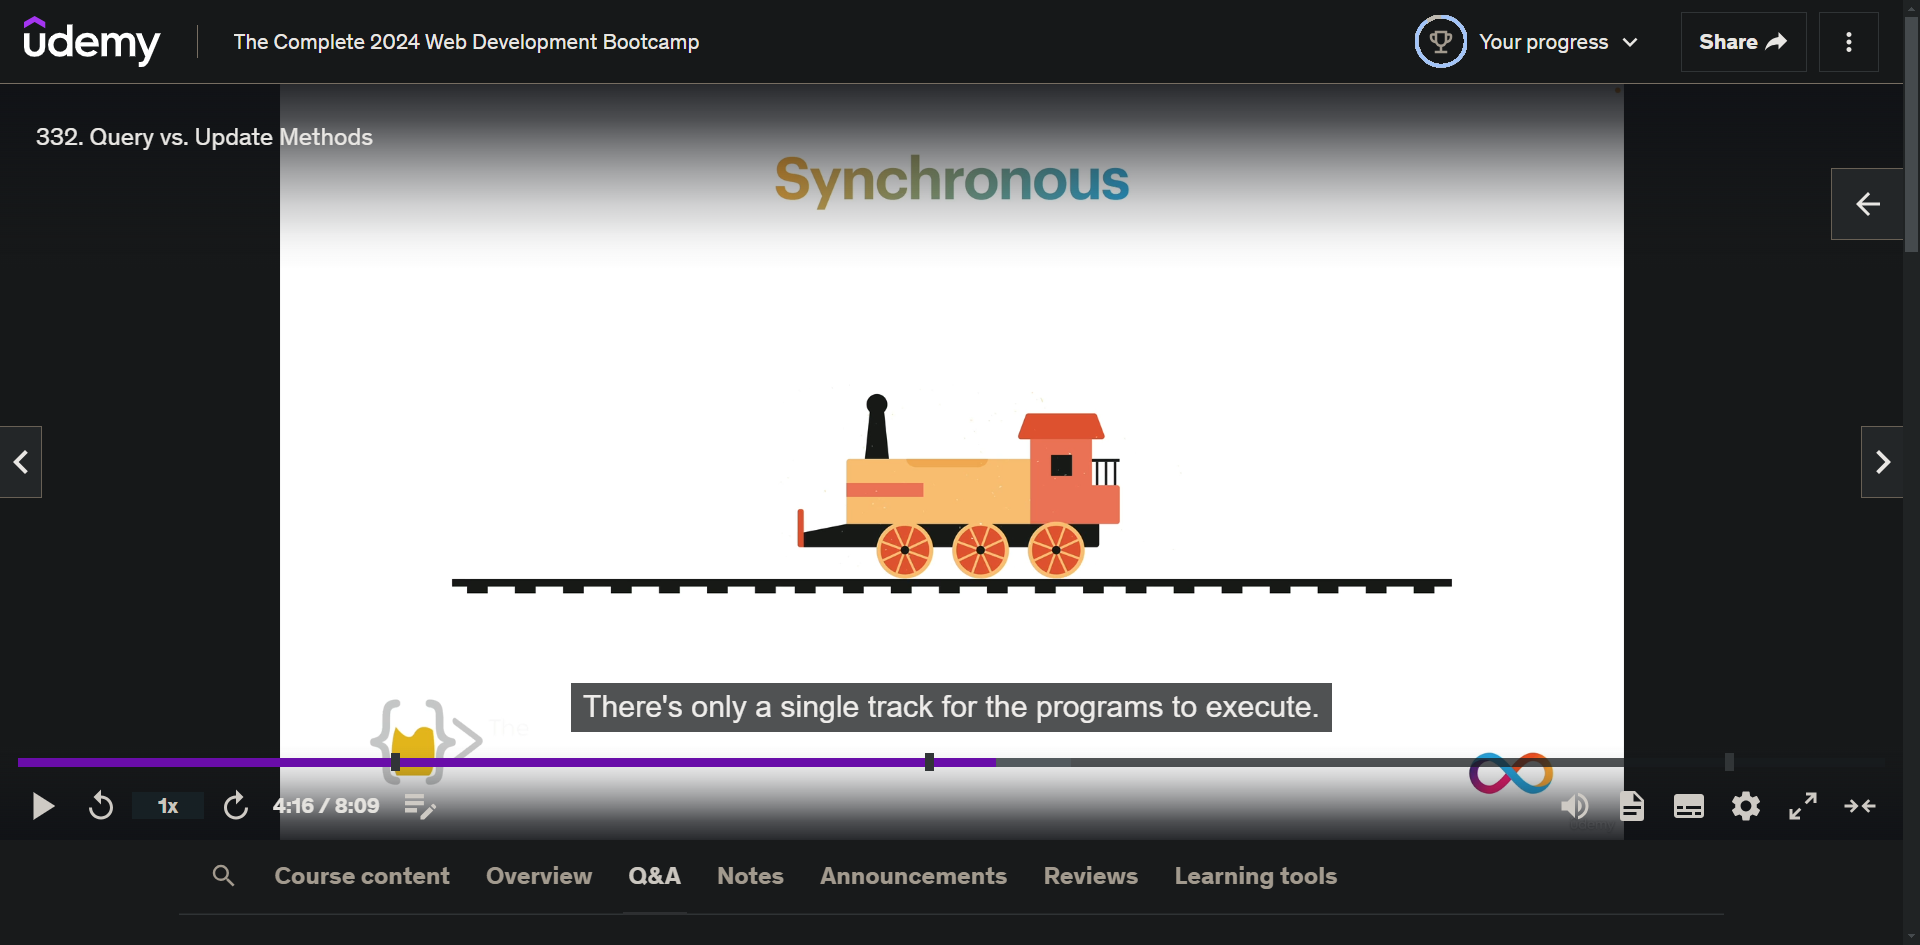 udemy
The Complete 2024 Web Development Bootcamp
Your progress
Share
332. Query vs. Update Methods
Synchronous
There's only a single track for the programs to execute.
The
1x
4:16 / 8:09
Course content
Overview
Q&A
Notes
Announcements
Reviews
Learning tools